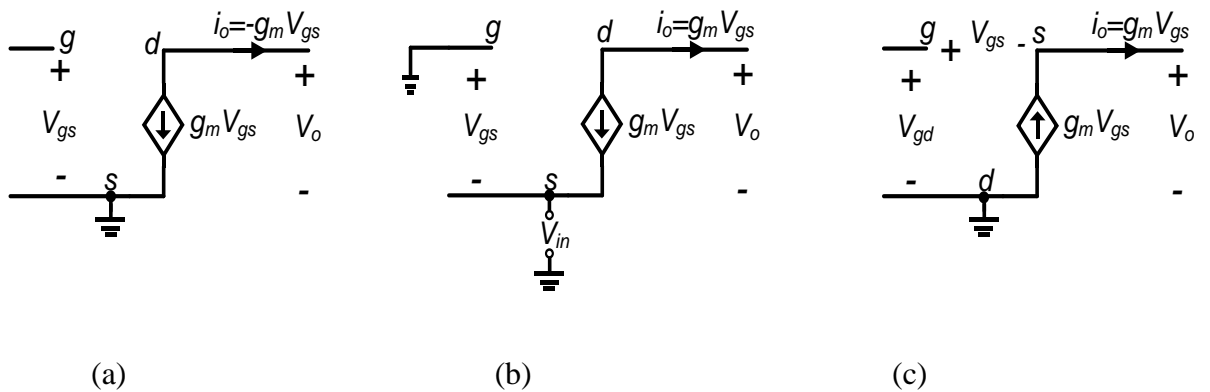 g d i_o=-g_mV_gs
+ +
V_gs g_mV_gs V_o
- s -
(a)
g d i_o=g_mV_gs
+ +
V_gs g_mV_gs V_o
- s -
V_in
(b)
g + V_gs - s i_o=g_mV_gs
+ +
V_gd g_mV_gs V_o
- d -
(c)